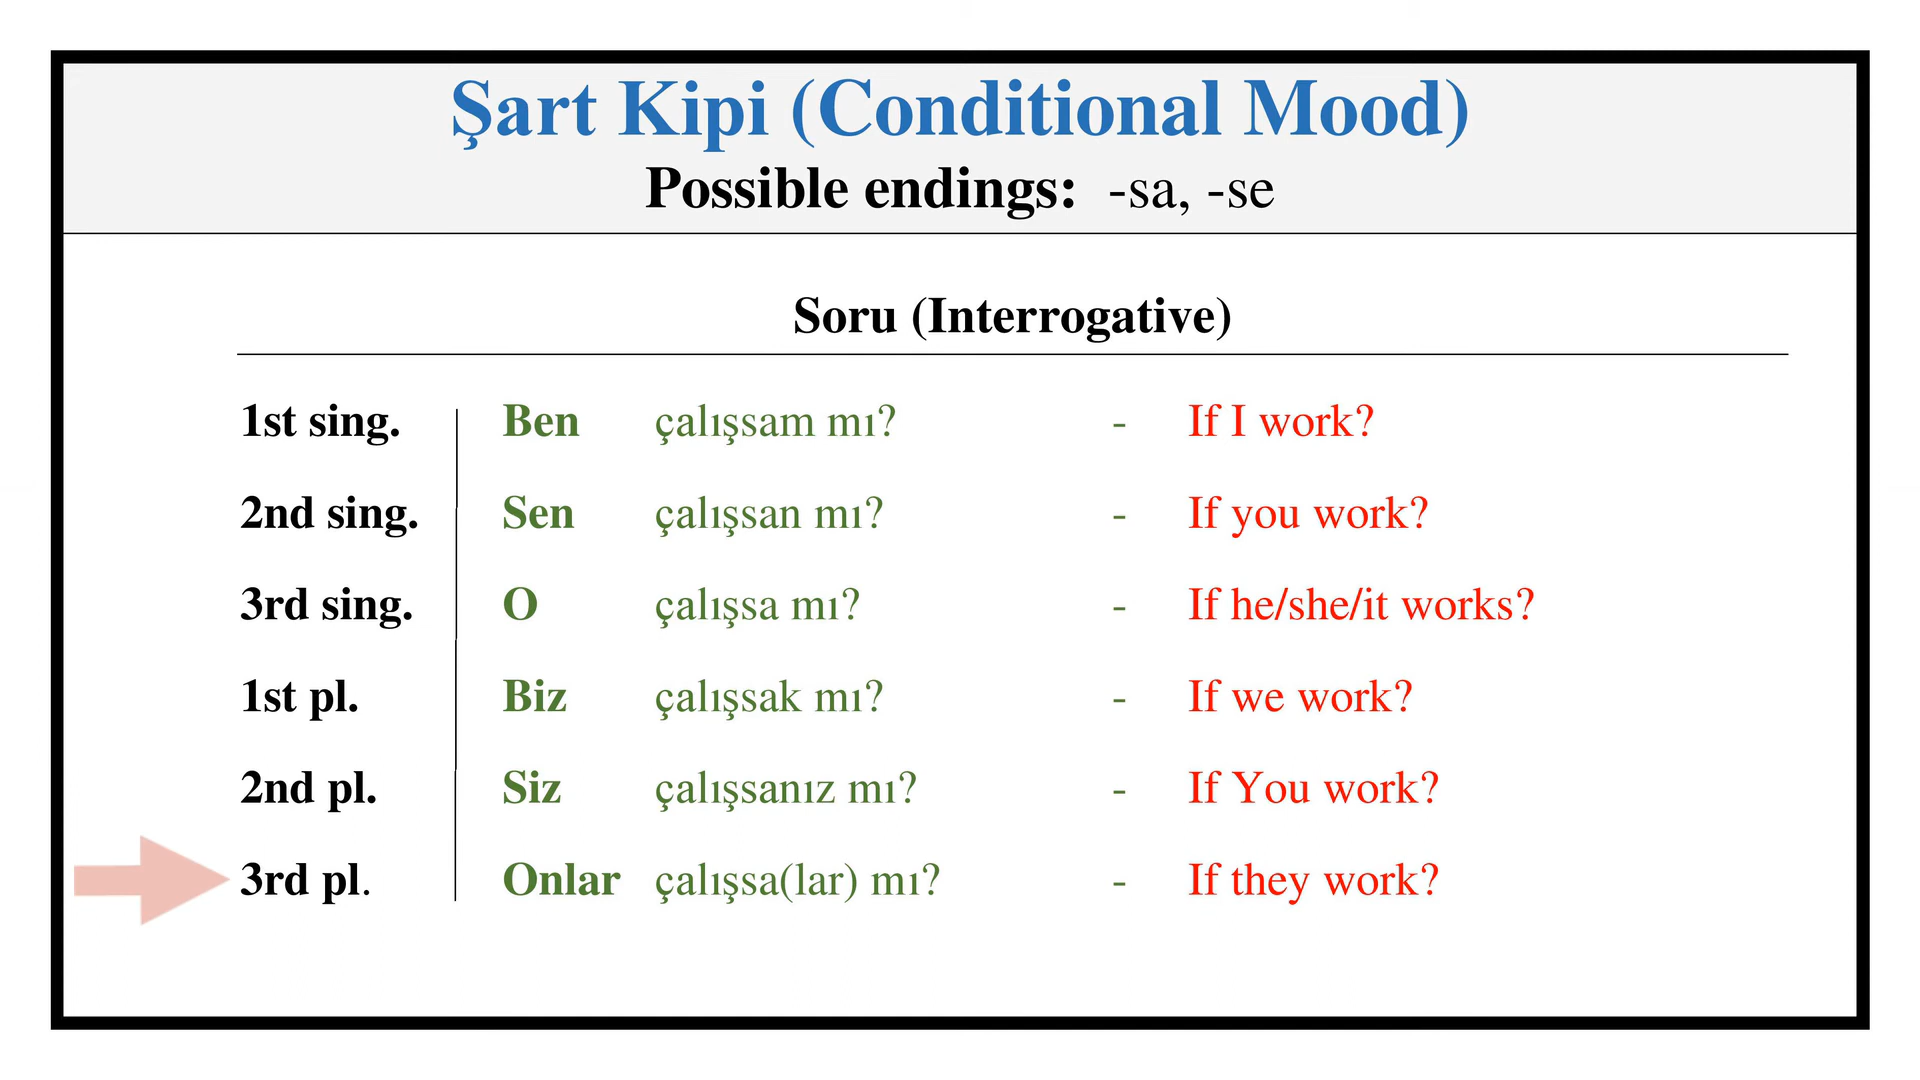 Şart Kipi (Conditional Mood)
Possible endings: -sa, -se
Soru (Interrogative)
1st sing. Ben çalışsam mı? - If I work?
2nd sing. Sen çalışsan mı? - If you work?
3rd sing. O çalışsa mı? - If he/she/it works?
1st pl. Biz çalışsak mı? - If we work?
2nd pl. Siz çalışsanız mı? - If You work?
3rd pl. Onlar çalışsa(lar) mı? - If they work?